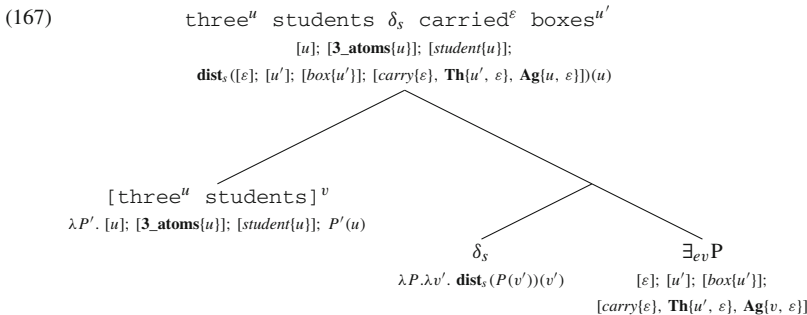 (167)
three^u students δ_s carried^ε boxes^u′
[u]; [3_atoms{u}]; [student{u}];
dist_s([ε]; [u′]; [box{u′}]; [carry{ε}, Th{u′, ε}, Ag{u, ε}])(u)
[three^u students]^v
λP′. [u]; [3_atoms{u}]; [student{u}]; P′(u)
δ_s
λP.λv′. dist_s(P(v′))(v′)
∃_evP
[ε]; [u′]; [box{u′}];
[carry{ε}, Th{u′, ε}, Ag{v, ε}]